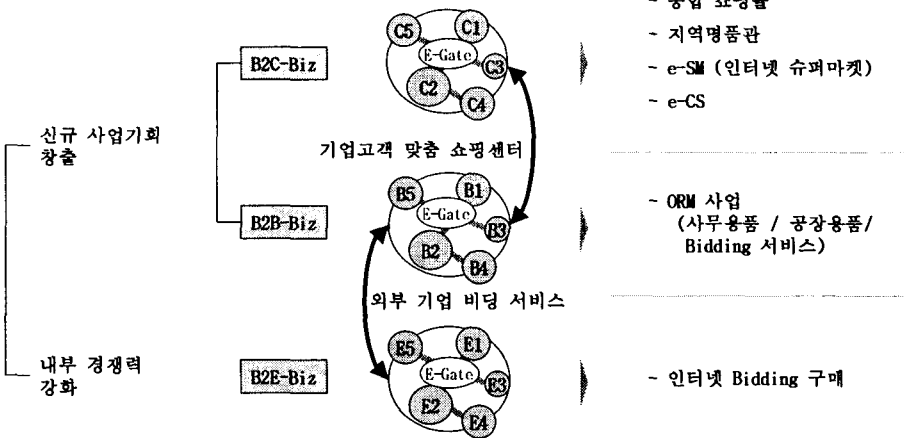 ~ 지역명품관
~ e-SM (인터넷 슈퍼마켓)
~ e-CS
B2C-Biz
C5
C1
E-Gate
C3
C2
C4
신규 사업기회
창출
기업고객 맞춤 쇼핑센터
B2B-Biz
B5
B1
E-Gate
B3
B2
B4
~ ORM 사업
(사무용품 / 공장용품/
Bidding 서비스)
외부 기업 비딩 서비스
내부 경쟁력
강화
B2E-Biz
E5
E1
E-Gate
E3
E2
E4
~ 인터넷 Bidding 구매